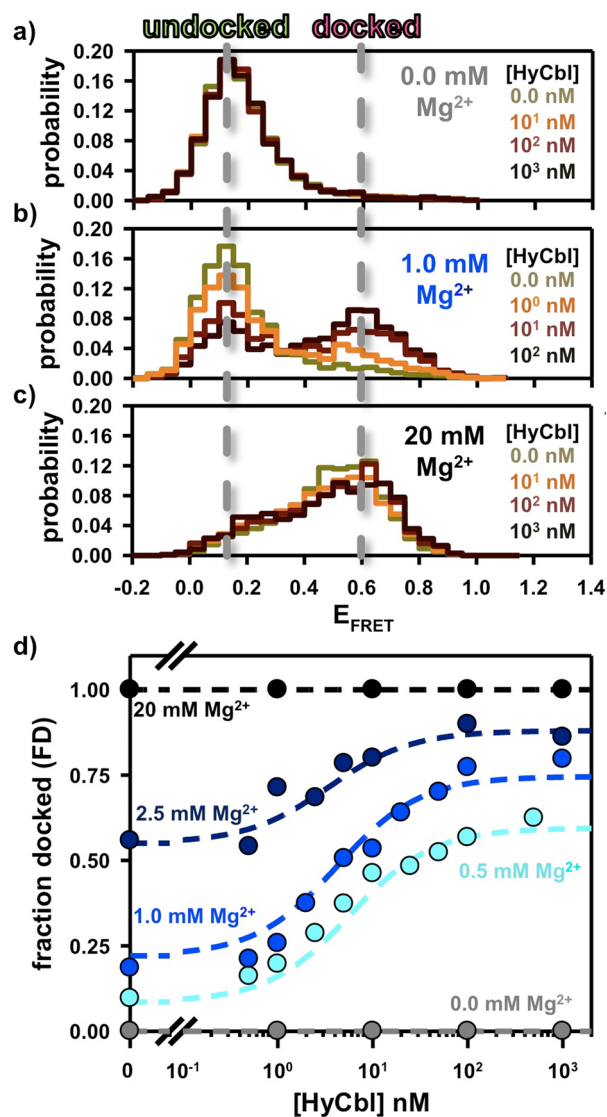 undocked docked
a)
0.20
0.16
0.12
0.08
0.04
0.00
probability
0.0 mM
Mg2+
[HyCbl]
0.0 nM
10¹ nM
10² nM
10³ nM
b)
0.20
0.16
0.12
0.08
0.04
0.00
probability
1.0 mM
Mg2+
[HyCbl]
0.0 nM
10⁰ nM
10¹ nM
10² nM
c)
0.20
0.16
0.12
0.08
0.04
0.00
probability
20 mM
Mg2+
[HyCbl]
0.0 nM
10¹ nM
10² nM
10³ nM
-0.2 0.0 0.2 0.4 0.6 0.8 1.0 1.2 1.4
EFRET
d)
1.00
0.75
0.50
0.25
0.00
fraction docked (FD)
20 mM Mg2+
2.5 mM Mg2+
1.0 mM Mg2+
0.5 mM Mg2+
0.0 mM Mg2+
0 10⁻¹ 10⁰ 10¹ 10² 10³
[HyCbl] nM